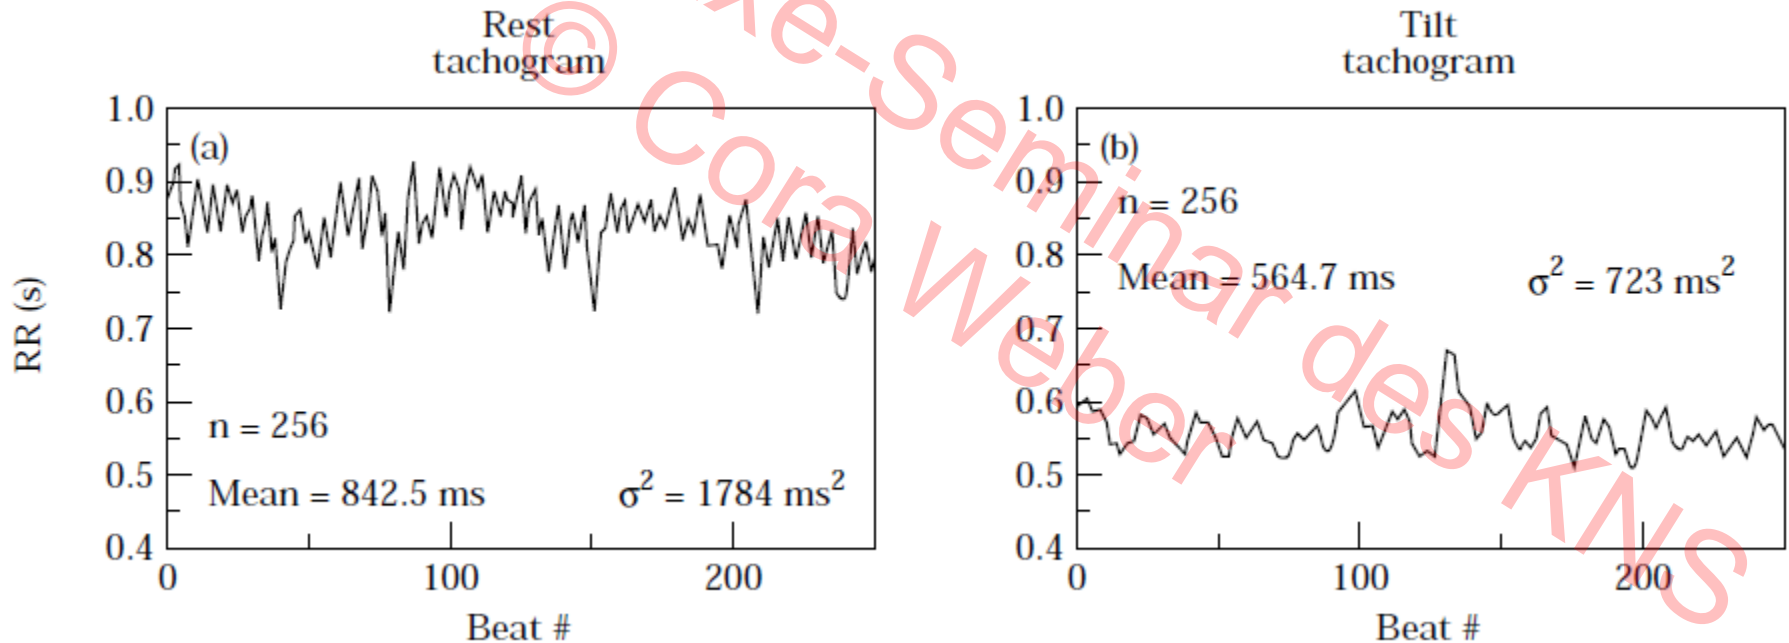 Rest
tachogram
Tilt
tachogram
RR (s)
1.0
0.9
0.8
0.7
0.6
0.5
0.4
(a)
n = 256
Mean = 842.5 ms
σ² = 1784 ms²
0
100
200
Beat #
1.0
0.9
0.8
0.7
0.6
0.5
0.4
(b)
n = 256
Mean = 564.7 ms
σ² = 723 ms²
0
100
200
Beat #
xe-Seminar des KNS
© Cora Weber